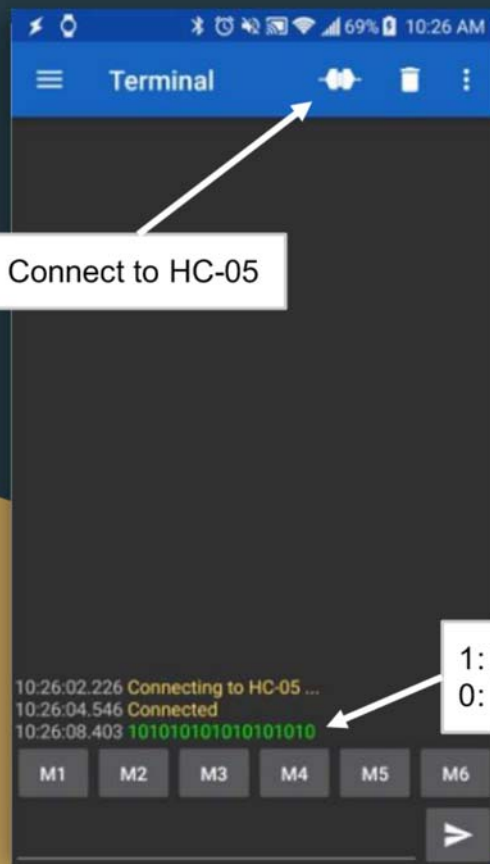 69% 10:26 AM
Terminal
Connect to HC-05
1:
0:
10:26:02.226 Connecting to HC-05 ...
10:26:04.546 Connected
10:26:08.403 101010101010101010
M1 M2 M3 M4 M5 M6